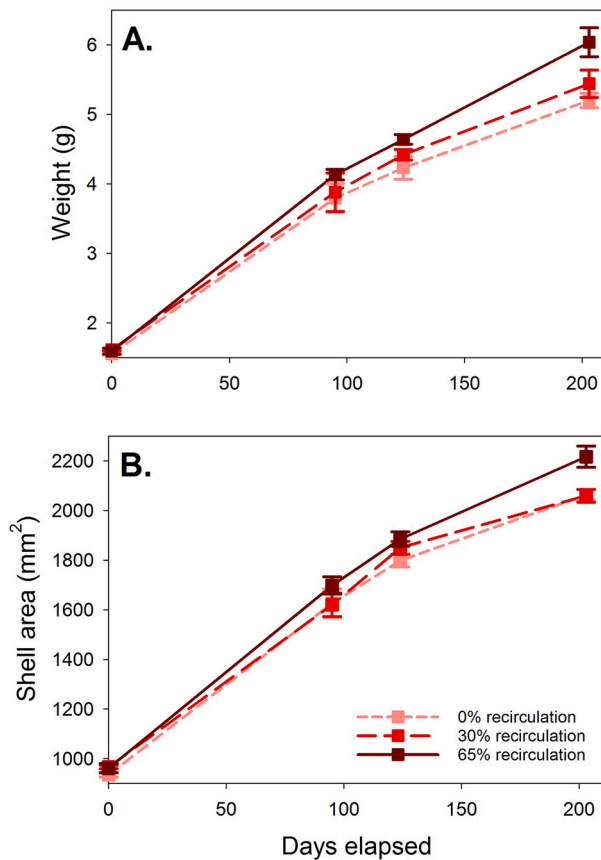 A.
Weight (g)
6
5
4
3
2
0 50 100 150 200
B.
Shell area (mm²)
2200
2000
1800
1600
1400
1200
1000
0% recirculation
30% recirculation
65% recirculation
0 50 100 150 200
Days elapsed